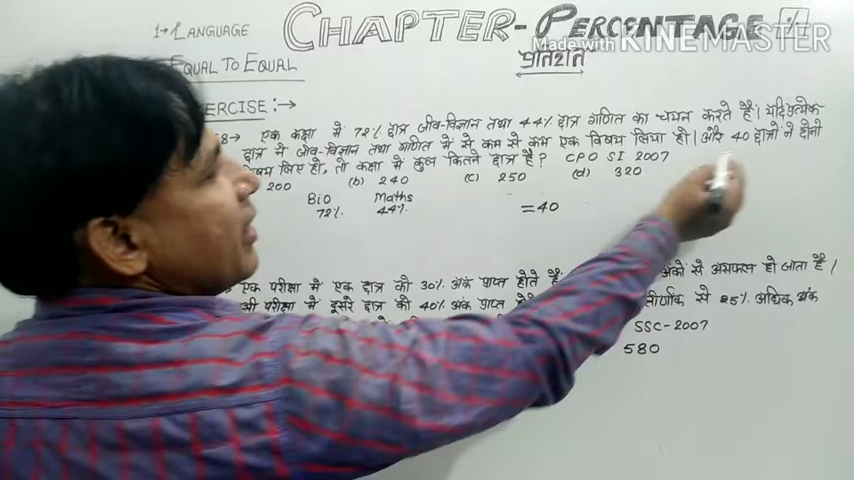 1→ LANGUAGE
CHAPTER - PERCENTAGE %
Made with KINEMASTER
प्रतिशत
EQUAL TO EQUAL
EXERCISE :→
8→ एक कक्षा में 72% छात्र जीव-विज्ञान तथा 44% छात्र गणित का चयन करते हैं। यदि प्रत्येक
छात्र ने जीव-विज्ञान तथा गणित में से कम से कम एक विषय लिया हो। और 40 छात्रों ने दोनों
विषय लिए हो, तो कक्षा में कुल कितने छात्र है? CPO SI 2007
200 (b) 240 (c) 250 (d) 320
Bio Maths
72% 44% = 40
एक परीक्षा में एक छात्र को 30% अंक प्राप्त होते हैं अंकों से असफल हो जाता है।
परीक्षा में दूसरे छात्र को 40% अंक प्राप्त से 25% अधिक अंक
SSC-2007
580